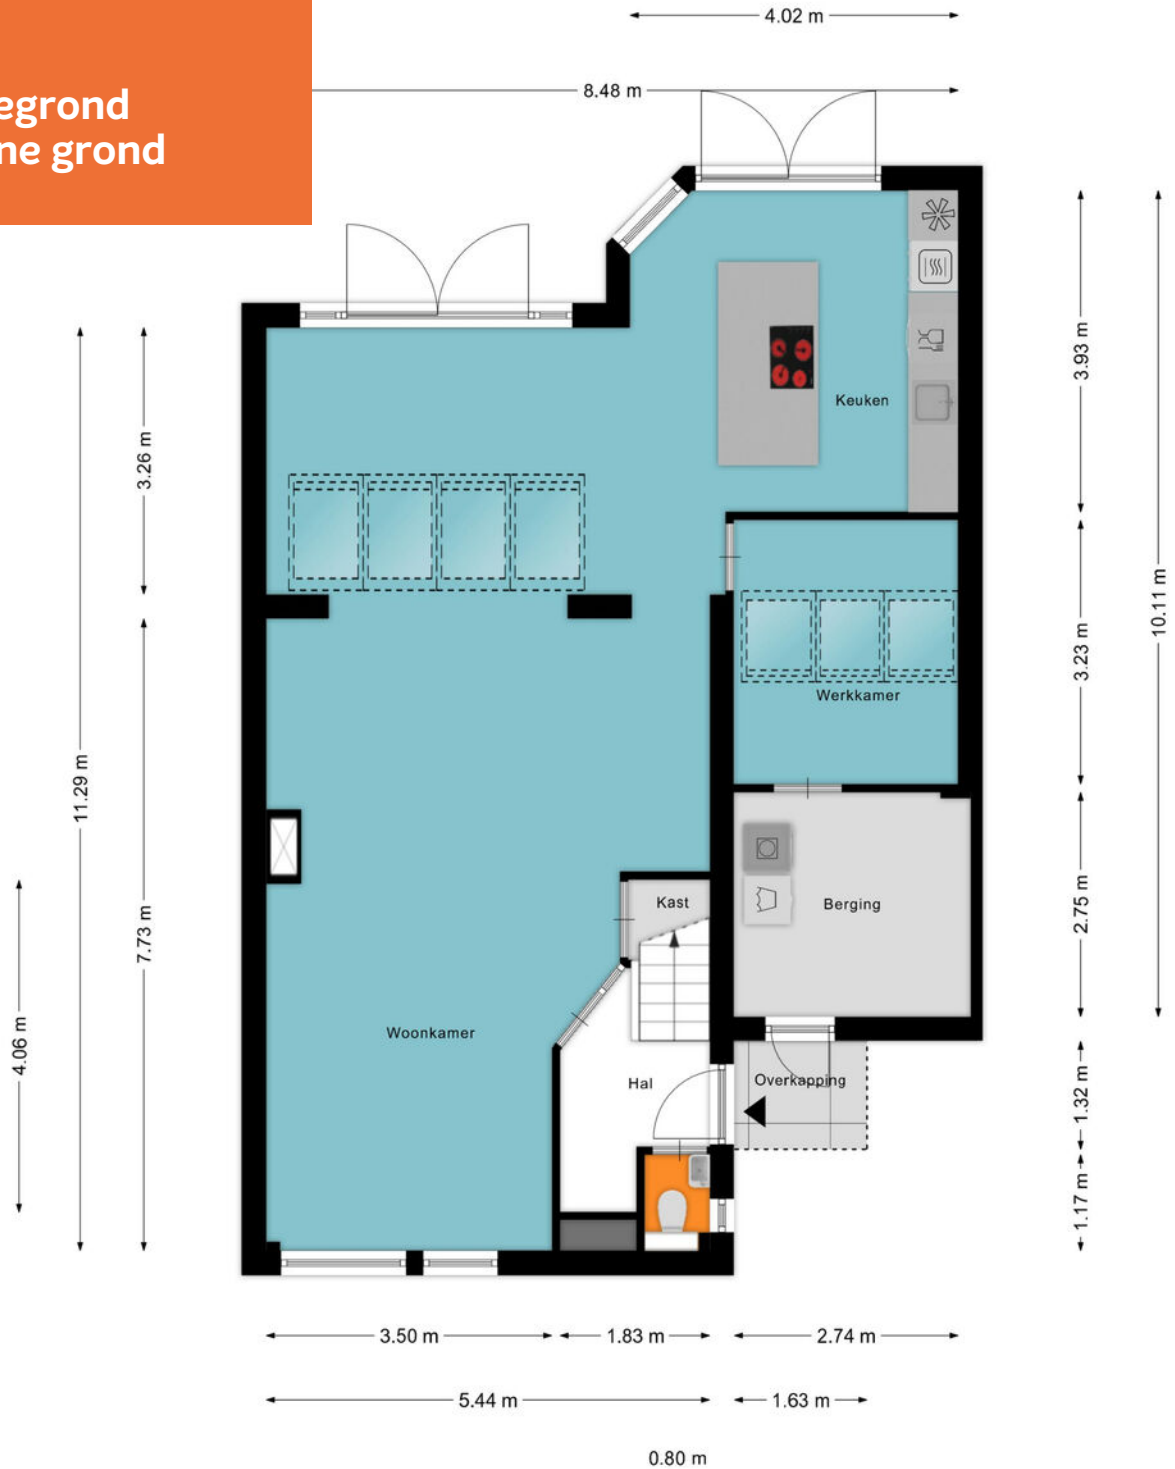 4.02 m
8.48 m
egrond
ne grond
3.93 m
3.26 m
Keuken
10.11 m
3.23 m
Werkkamer
11.29 m
Kast
Berging
2.75 m
7.73 m
Woonkamer
4.06 m
Hal
Overkapping
1.32 m
1.17 m
3.50 m
1.83 m
2.74 m
5.44 m
1.63 m
0.80 m